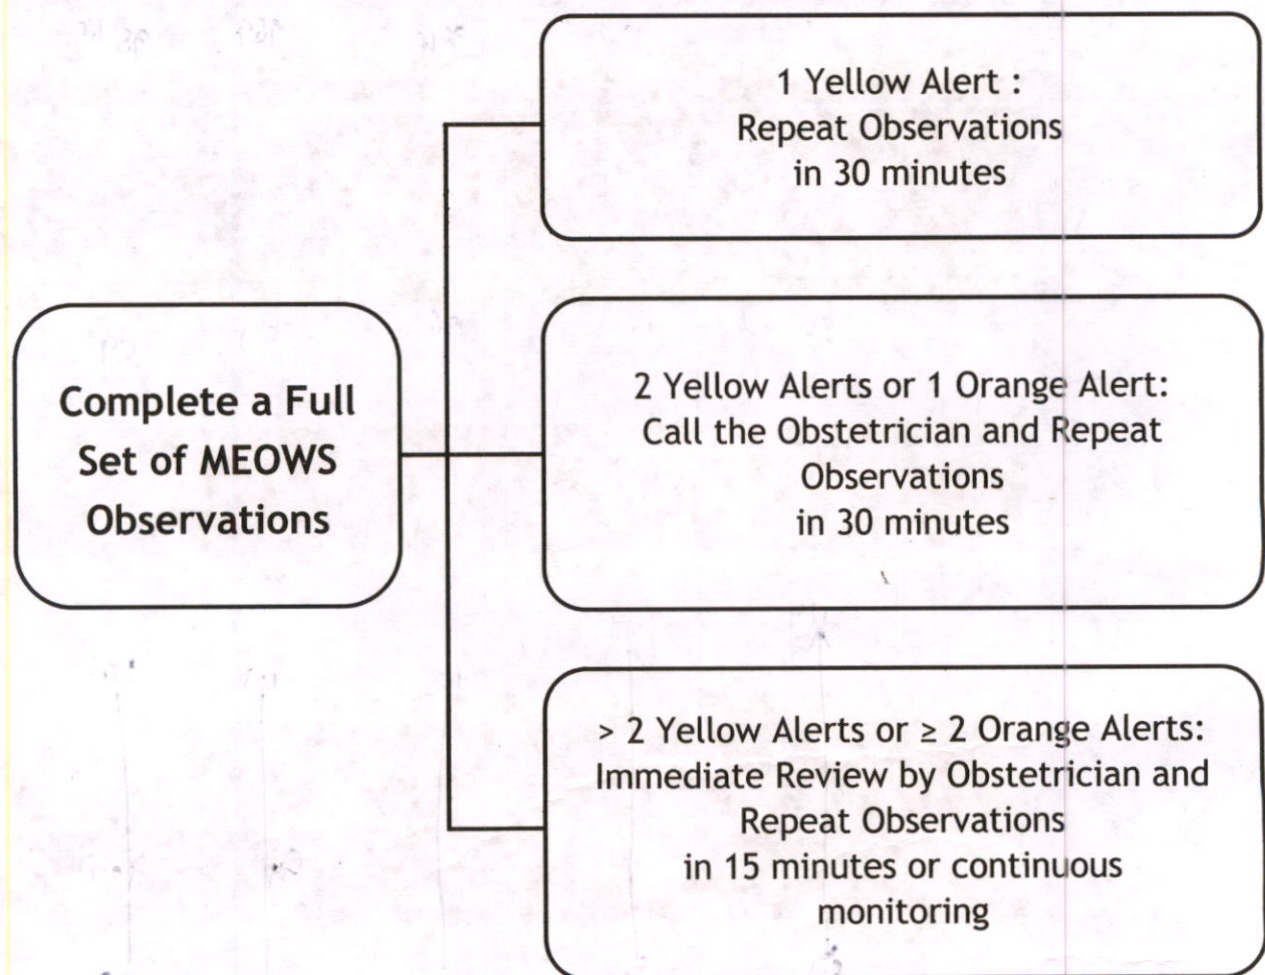 Complete a Full
Set of MEOWS
Observations
1 Yellow Alert :
Repeat Observations
in 30 minutes
2 Yellow Alerts or 1 Orange Alert:
Call the Obstetrician and Repeat
Observations
in 30 minutes
> 2 Yellow Alerts or ≥ 2 Orange Alerts:
Immediate Review by Obstetrician and
Repeat Observations
in 15 minutes or continuous
monitoring